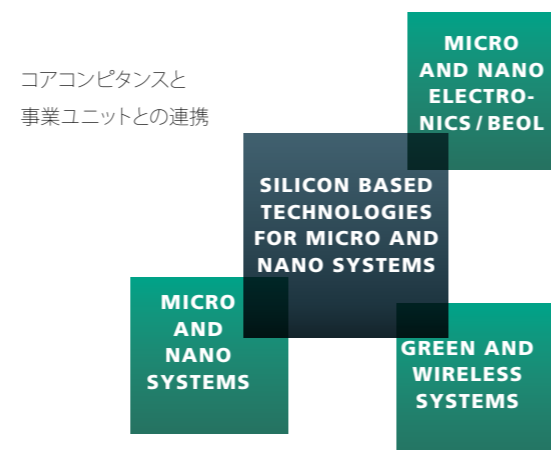 コアコンピタンスと
事業ユニットとの連携
MICRO
AND NANO
ELECTRO-
NICS / BEOL
SILICON BASED
TECHNOLOGIES
FOR MICRO AND
NANO SYSTEMS
MICRO
AND
NANO
SYSTEMS
GREEN AND
WIRELESS
SYSTEMS